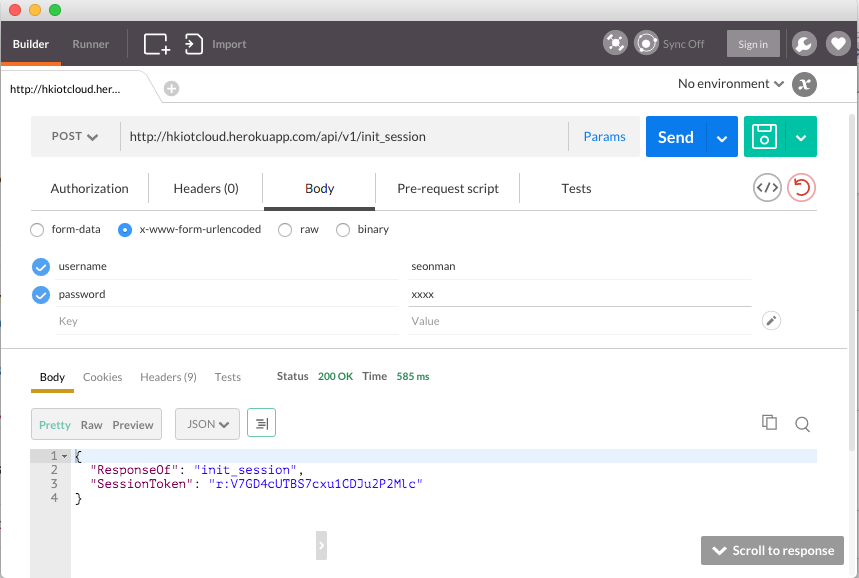 Builder Runner Import Sync Off Sign in
http://hkiotcloud.her... No environment
POST http://hkiotcloud.herokuapp.com/api/v1/init_session Params Send
Authorization Headers (0) Body Pre-request script Tests
form-data x-www-form-urlencoded raw binary
username seonman
password xxxx
Key Value
Body Cookies Headers (9) Tests Status 200 OK Time 585 ms
Pretty Raw Preview JSON
1 {
2 "ResponseOf": "init_session",
3 "SessionToken": "r:V7GD4cUTBS7cxu1CDJu2P2Mlc"
4 }
Scroll to response